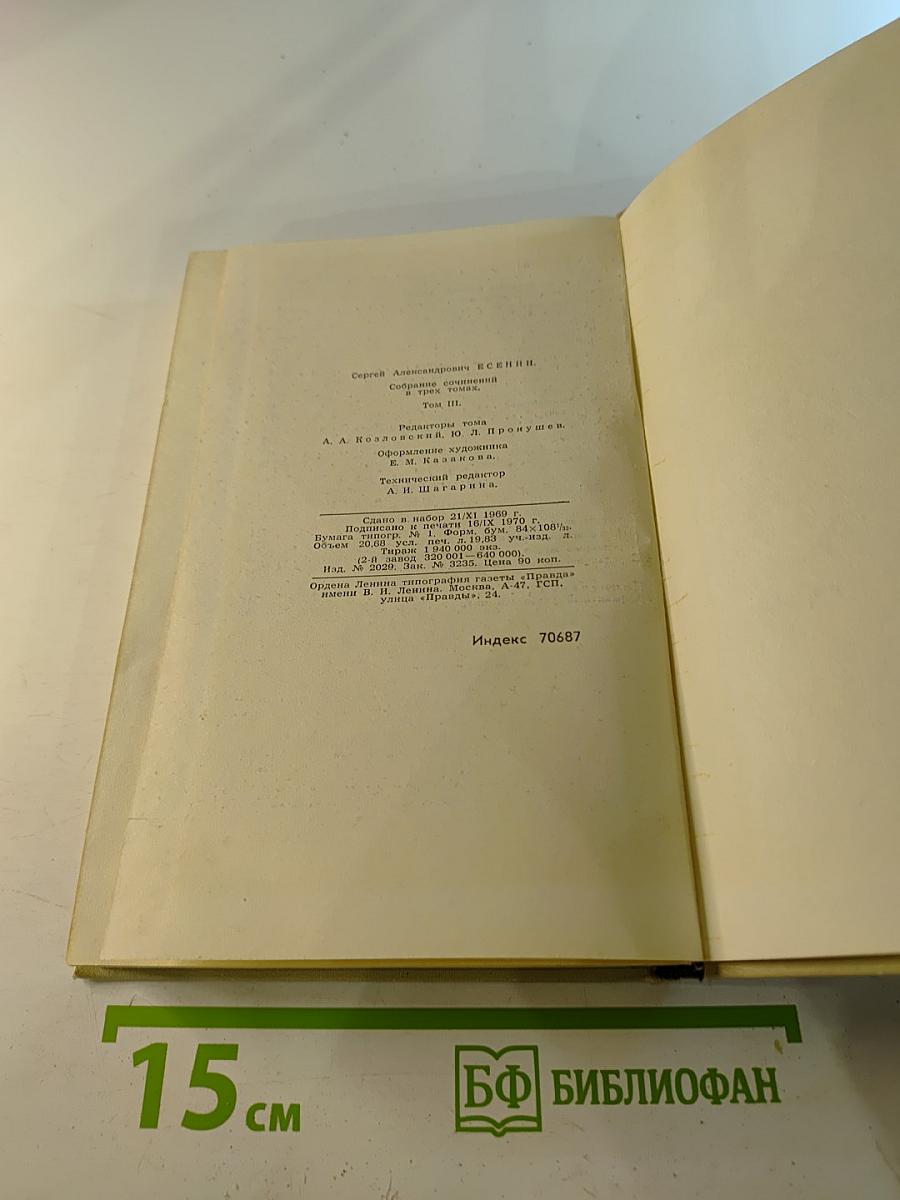 Сергей Александрович ЕСЕНИН.
Собрание сочинений
в трех томах.
Том III.
Редакторы тома
А. А. Козловский, Ю. Л. Прокушев.
Оформление художника
Е. М. Казакова.
Технический редактор
А. И. Шагарина.
Сдано в набор 21/XI 1969 г.
Подписано к печати 16/IX 1970 г.
Бумага типогр. № 1. Форм. бум. 84×108¹/₃₂.
Объем 20,68 усл. печ. л. 19,83 уч.-изд. л.
Тираж 1 940 000 экз.
(2-й завод 320 001—640 000).
Изд. № 2029. Зак. № 3235. Цена 90 коп.
Ордена Ленина типография газеты «Правда»
имени В. И. Ленина. Москва, А-47, ГСП,
улица «Правды», 24.
Индекс 70687
15 см
БФ БИБЛИОФАН